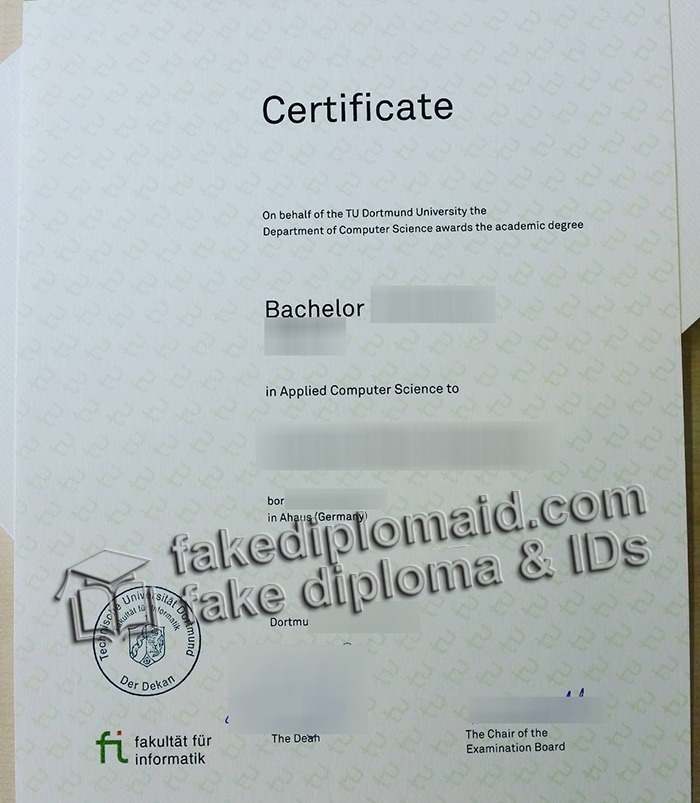 Certificate
On behalf of the TU Dortmund University the
Department of Computer Science awards the academic degree
Bachelor
in Applied Computer Science to
bor
in Ahaus (Germany)
fakediplomaid.com
fake diploma & IDs
Dortmu
Technische Universität Dortmund
Fakultät für Informatik
Der Dekan
The Dean
The Chair of the
Examination Board
fi fakultät für
informatik